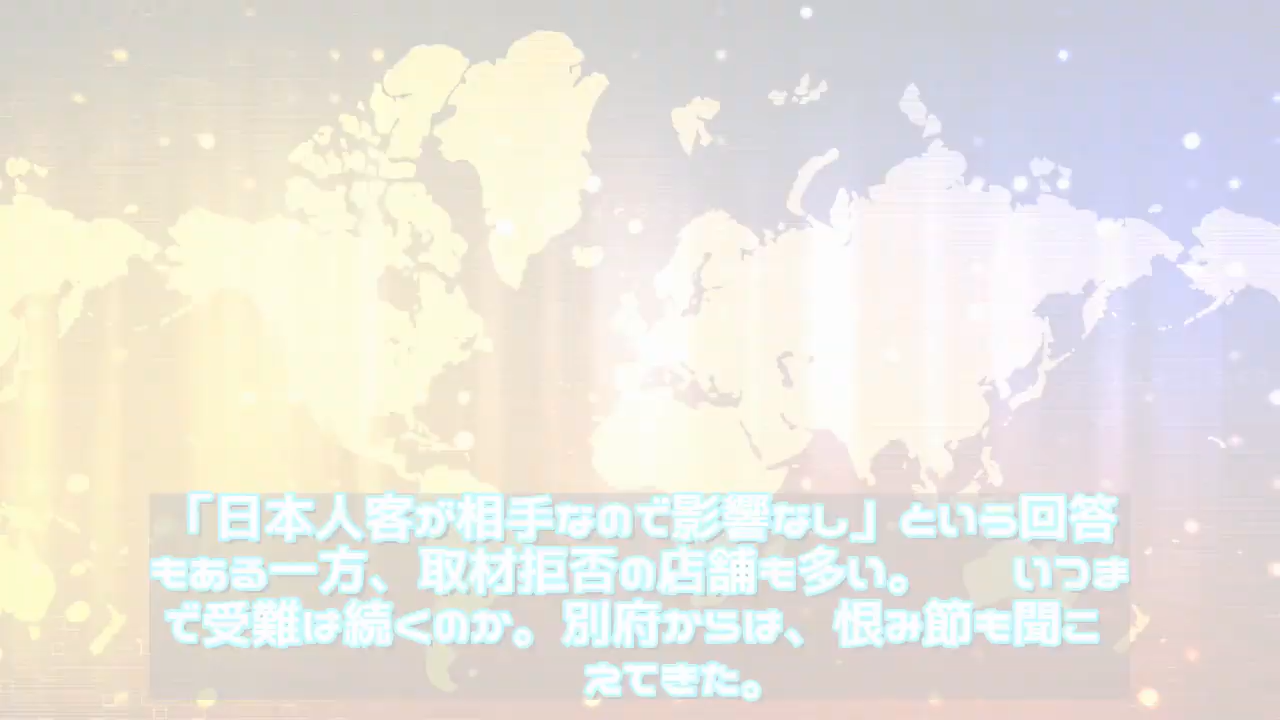 「日本人客が相手なので影響なし」という回答
もある一方、取材拒否の店舗も多い。　　いつま
で受難は続くのか。別府からは、恨み節も聞こ
えてきた。